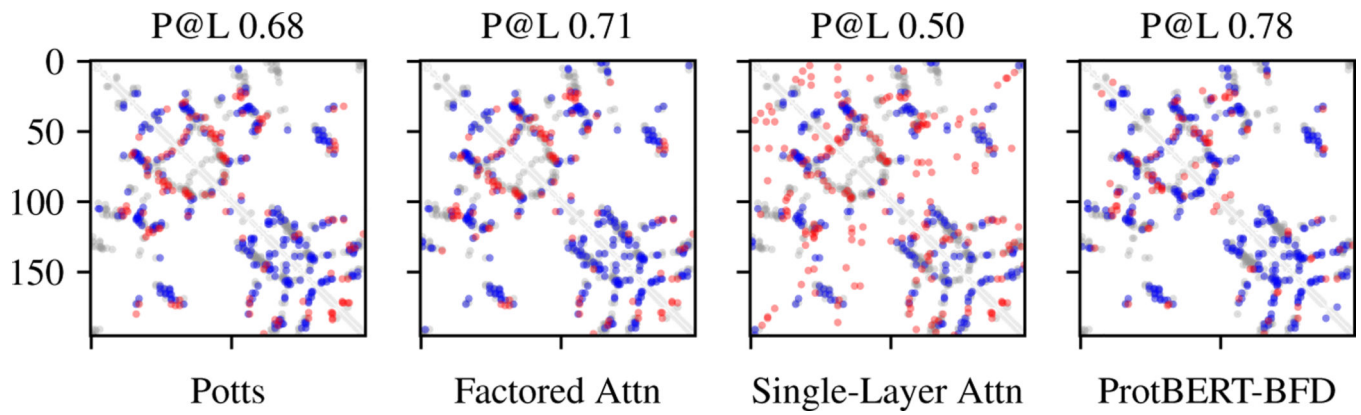 P@L 0.68 P@L 0.71 P@L 0.50 P@L 0.78
0
50
100
150
Potts Factored Attn Single-Layer Attn ProtBERT-BFD